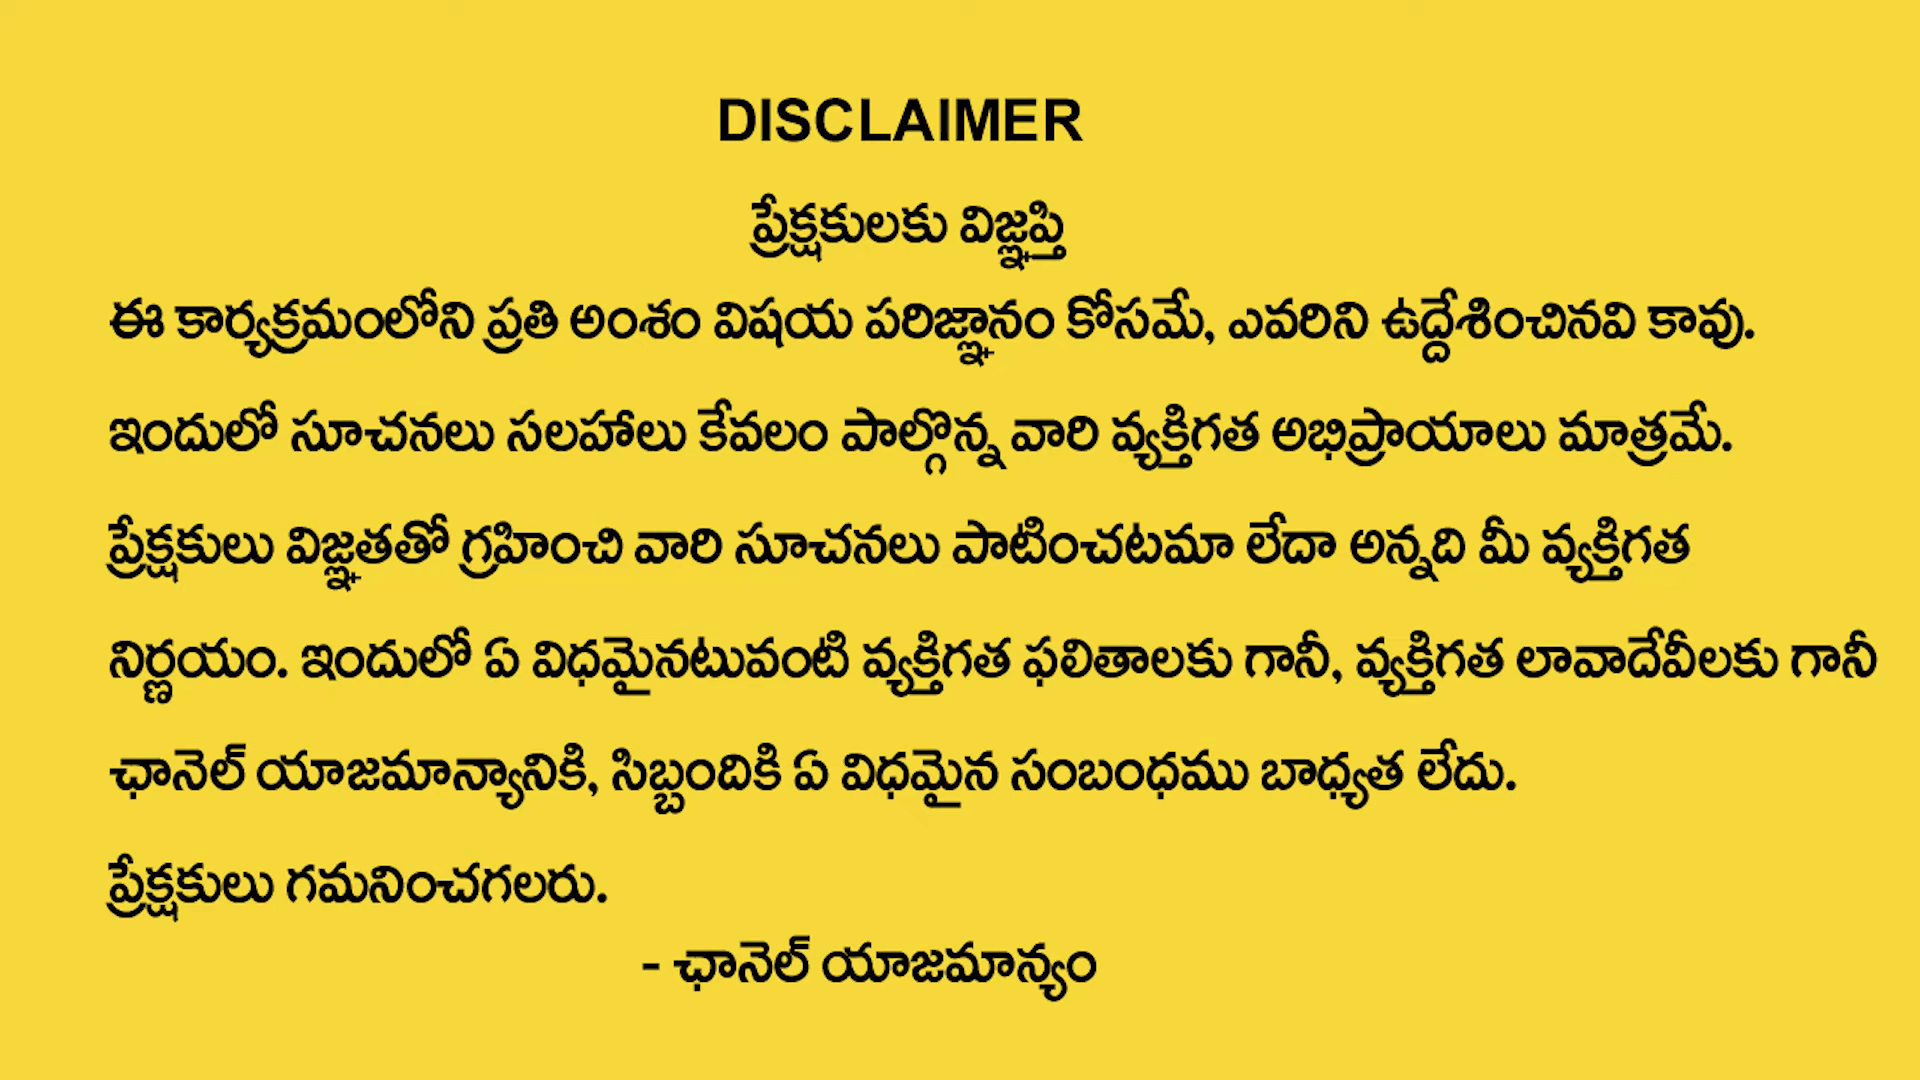 DISCLAIMER
ప్రేక్షకులకు విజ్ఞప్తి
ఈ కార్యక్రమంలోని ప్రతి అంశం విషయ పరిజ్ఞానం కోసమే, ఎవరిని ఉద్దేశించినవి కావు.
ఇందులో సూచనలు సలహాలు కేవలం పాల్గొన్న వారి వ్యక్తిగత అభిప్రాయాలు మాత్రమే.
ప్రేక్షకులు విజ్ఞతతో గ్రహించి వారి సూచనలు పాటించటమా లేదా అన్నది మీ వ్యక్తిగత
నిర్ణయం. ఇందులో ఏ విధమైనటువంటి వ్యక్తిగత ఫలితాలకు గానీ, వ్యక్తిగత లావాదేవీలకు గానీ
ఛానెల్ యాజమాన్యానికి, సిబ్బందికి ఏ విధమైన సంబంధము బాధ్యత లేదు.
ప్రేక్షకులు గమనించగలరు.
- ఛానెల్ యాజమాన్యం